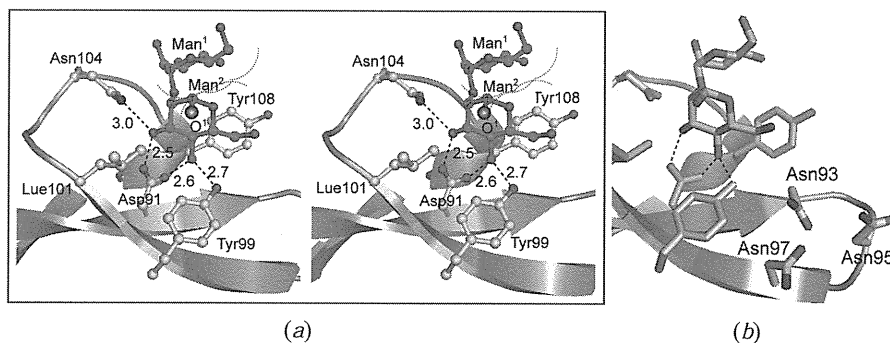 Man¹
Asn104
Man²
Tyr108
3.0
2.5
2.6
2.7
Lue101
Asp91
Tyr99
Man¹
Asn104
Man²
Tyr108
3.0
O
2.5
2.6
2.7
Lue101
Asp91
Tyr99
Asn93
Asn97
Asn95
(a)
(b)